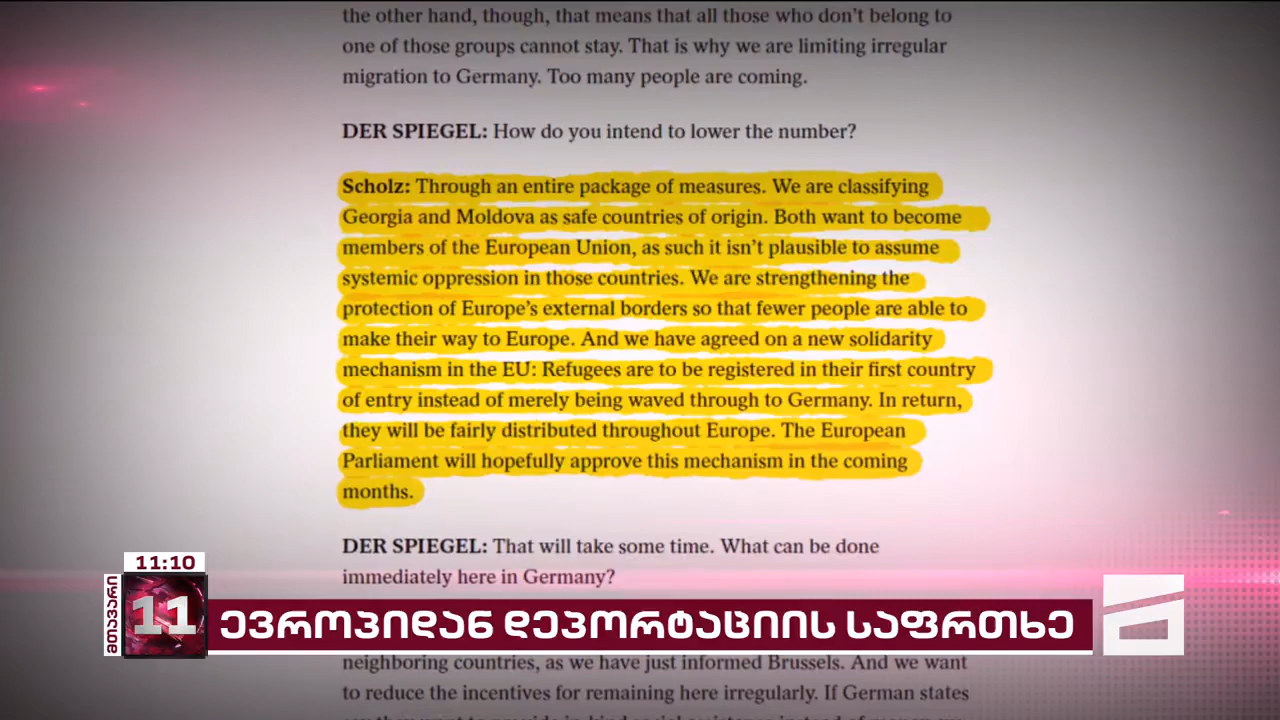 the other hand, though, that means that all those who don't belong to
one of those groups cannot stay. That is why we are limiting irregular
migration to Germany. Too many people are coming.
DER SPIEGEL: How do you intend to lower the number?
Scholz: Through an entire package of measures. We are classifying
Georgia and Moldova as safe countries of origin. Both want to become
members of the European Union, as such it isn't plausible to assume
systemic oppression in those countries. We are strengthening the
protection of Europe's external borders so that fewer people are able to
make their way to Europe. And we have agreed on a new solidarity
mechanism in the EU: Refugees are to be registered in their first country
of entry instead of merely being waved through to Germany. In return,
they will be fairly distributed throughout Europe. The European
Parliament will hopefully approve this mechanism in the coming
months.
DER SPIEGEL: That will take some time. What can be done
immediately here in Germany?
11:10
მთავარი
11
ევროპიდან დეპორტაციის საფრთხე
neighboring countries, as we have just informed Brussels. And we want
to reduce the incentives for remaining here irregularly. If German states